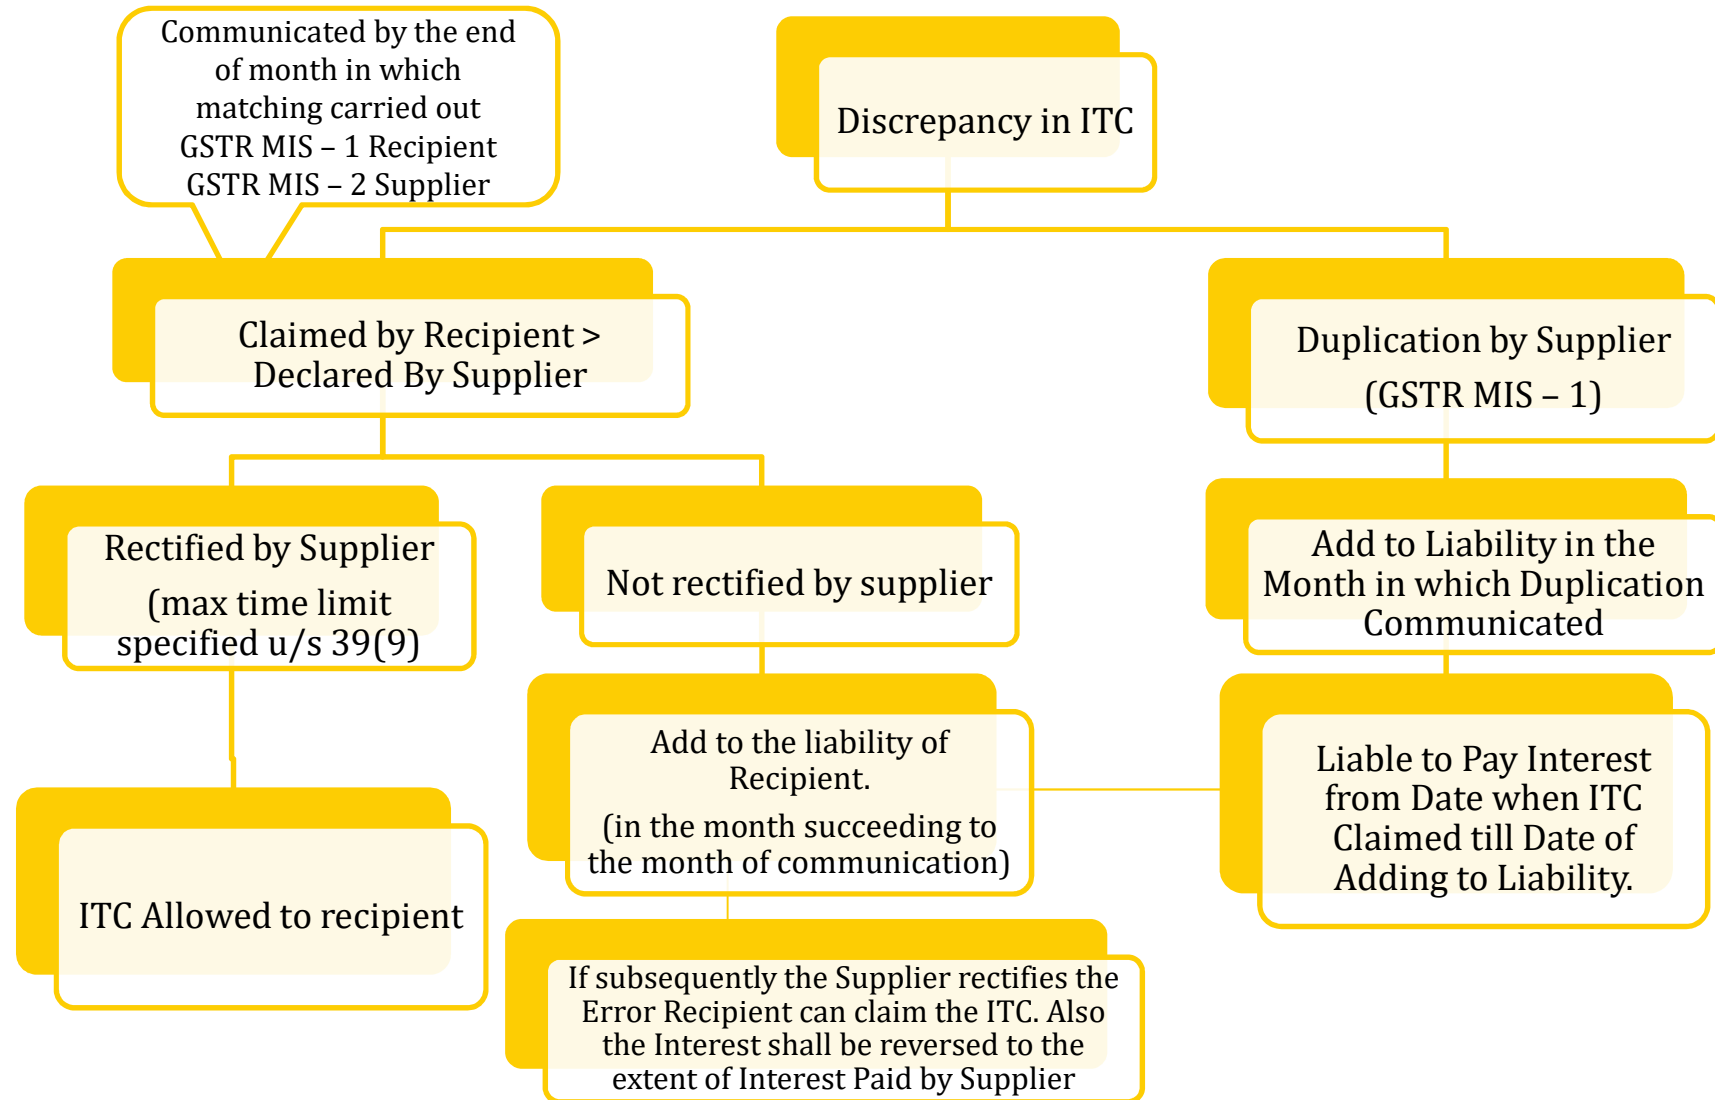 Communicated by the end
of month in which
matching carried out
GSTR MIS – 1 Recipient
GSTR MIS – 2 Supplier
Discrepancy in ITC
Claimed by Recipient >
Declared By Supplier
Duplication by Supplier
(GSTR MIS – 1)
Rectified by Supplier
(max time limit
specified u/s 39(9)
Not rectified by supplier
Add to Liability in the
Month in which Duplication
Communicated
Add to the liability of
Recipient.
(in the month succeeding to
the month of communication)
Liable to Pay Interest
from Date when ITC
Claimed till Date of
Adding to Liability.
ITC Allowed to recipient
If subsequently the Supplier rectifies the
Error Recipient can claim the ITC. Also
the Interest shall be reversed to the
extent of Interest Paid by Supplier